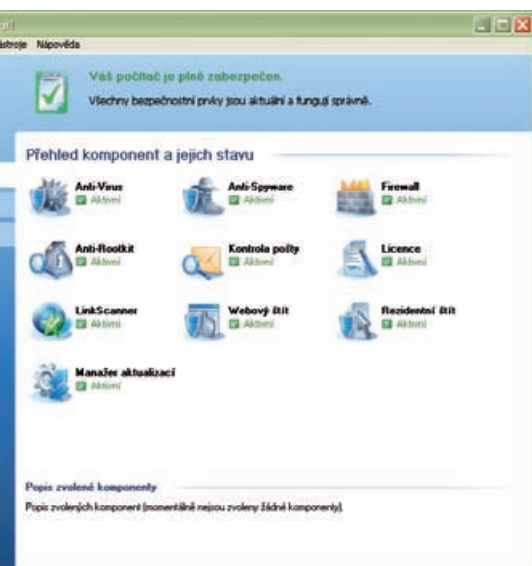 Nápověda
Váš počítač je plně zabezpečen.
Všechny bezpečnostní prvky jsou aktuální a fungují správně.
Přehled komponent a jejich stavu
Anti-Virus
Aktivní
Anti-Spyware
Aktivní
Firewall
Aktivní
Anti-Rootkit
Aktivní
Kontrola pošty
Aktivní
Licence
Aktivní
LinkScanner
Aktivní
Webový štít
Aktivní
Rezidentní štít
Aktivní
Manažer aktualizací
Aktivní
Popis zvolené komponenty
Popis zvolených komponent (momentálně nejsou zvoleny žádné komponenty).